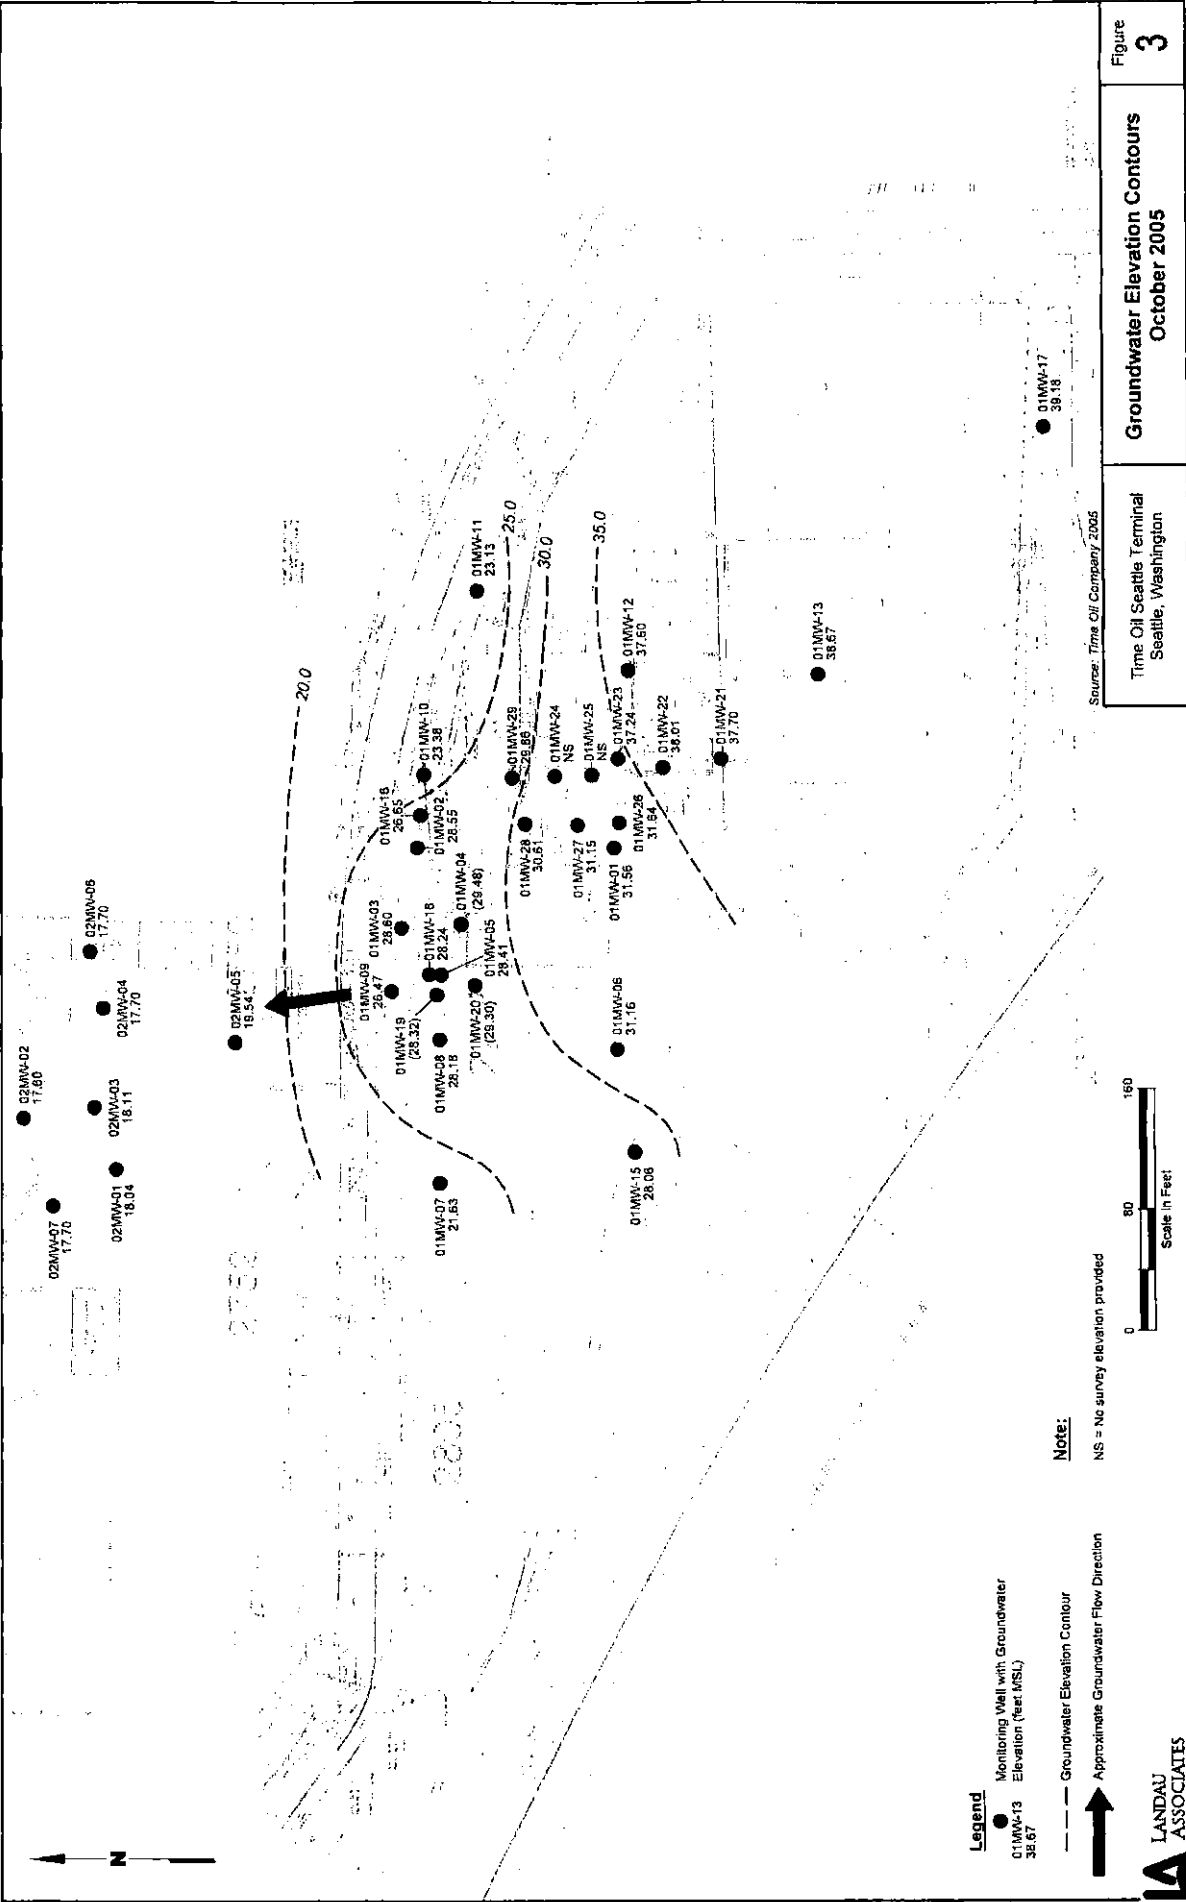 N
02MW-07
17.70
02MW-02
17.60
02MW-01
18.04
02MW-03
18.11
02MW-04
17.70
02MW-06
17.70
02MW-05
19.54
20.0
01MW-09
26.47
01MW-03
28.60
01MW-16
26.65
01MW-02
28.55
01MW-10
23.38
01MW-11
23.13
25.0
01MW-07
21.63
01MW-08
28.18
01MW-19
(28.32)
01MW-18
28.24
01MW-20
(29.30)
01MW-05
28.41
01MW-04
(29.48)
01MW-28
30.61
01MW-29
29.86
30.0
01MW-24
NS
01MW-25
NS
01MW-27
31.15
35.0
01MW-15
28.06
01MW-06
31.16
01MW-01
31.56
01MW-26
31.64
01MW-23
37.24
01MW-12
37.60
01MW-22
38.01
01MW-21
37.70
01MW-13
38.67
01MW-17
39.18
Legend
01MW-13
38.67
Monitoring Well with Groundwater
Elevation (feet MSL)
Groundwater Elevation Contour
Approximate Groundwater Flow Direction
Note:
NS = No survey elevation provided
0 80 160
Scale in Feet
Source: Time Oil Company 2005
LANDAU
ASSOCIATES
Time Oil Seattle Terminal
Seattle, Washington
Groundwater Elevation Contours
October 2005
Figure
3